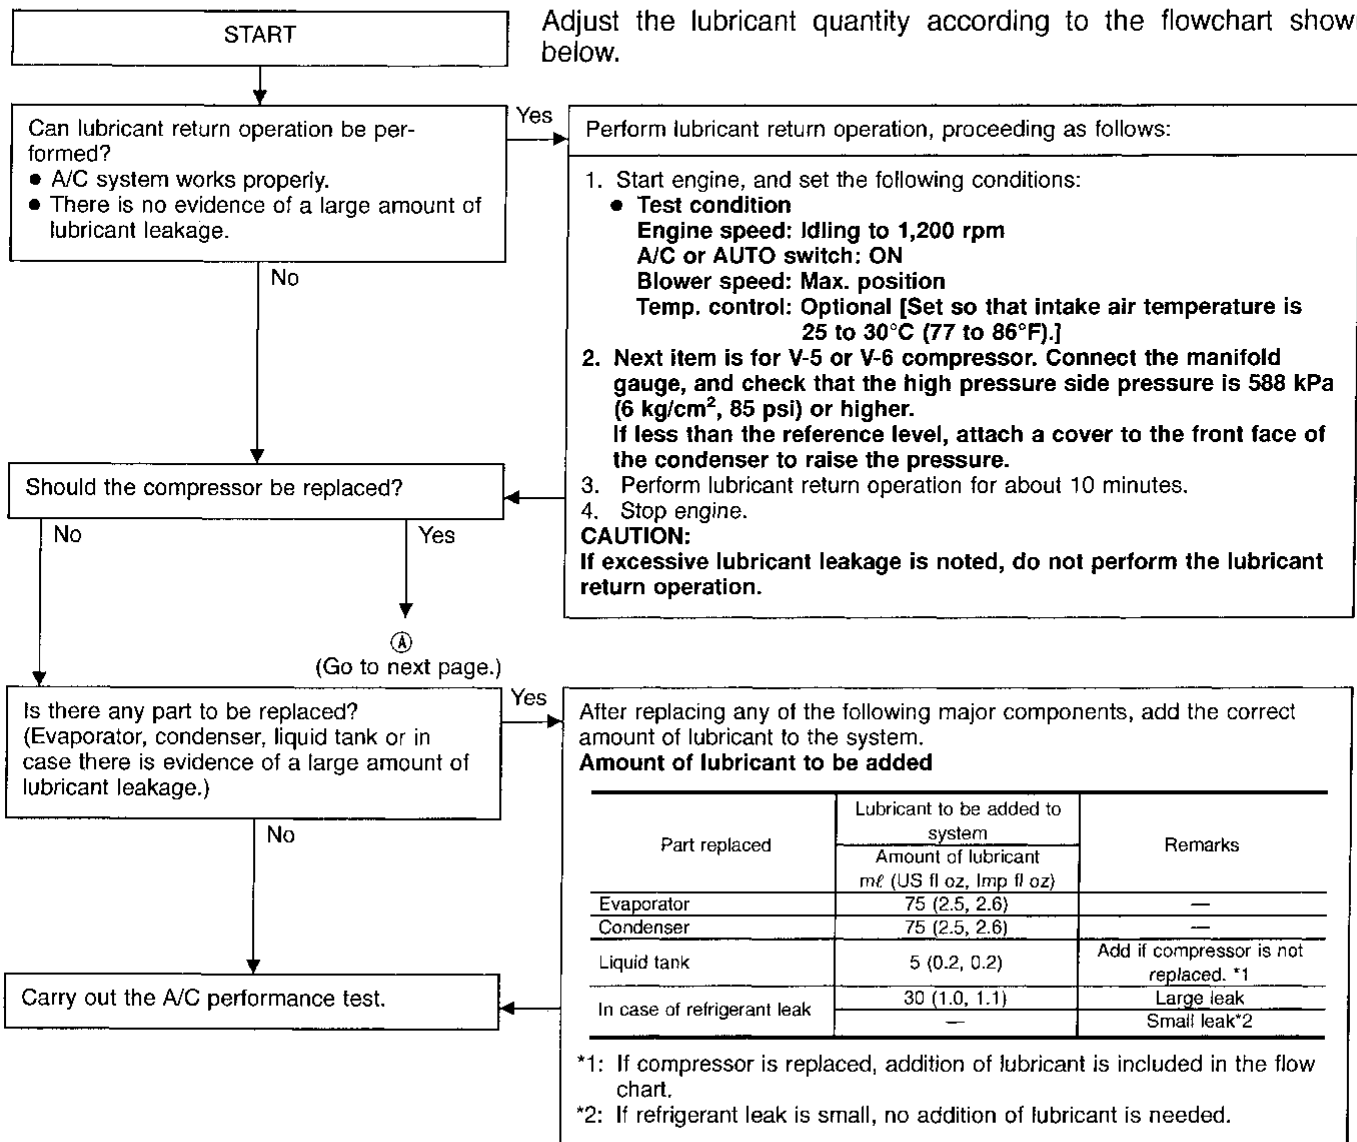 START
Adjust the lubricant quantity according to the flowchart show
below.
Can lubricant return operation be per-
formed?
● A/C system works properly.
● There is no evidence of a large amount of
lubricant leakage.
Yes
No
Perform lubricant return operation, proceeding as follows:
1. Start engine, and set the following conditions:
● Test condition
Engine speed: Idling to 1,200 rpm
A/C or AUTO switch: ON
Blower speed: Max. position
Temp. control: Optional [Set so that intake air temperature is
25 to 30°C (77 to 86°F).]
2. Next item is for V-5 or V-6 compressor. Connect the manifold
gauge, and check that the high pressure side pressure is 588 kPa
(6 kg/cm², 85 psi) or higher.
If less than the reference level, attach a cover to the front face of
the condenser to raise the pressure.
3. Perform lubricant return operation for about 10 minutes.
4. Stop engine.
CAUTION:
If excessive lubricant leakage is noted, do not perform the lubricant
return operation.
Should the compressor be replaced?
No
Yes
Ⓐ
(Go to next page.)
Is there any part to be replaced?
(Evaporator, condenser, liquid tank or in
case there is evidence of a large amount of
lubricant leakage.)
Yes
No
After replacing any of the following major components, add the correct
amount of lubricant to the system.
Amount of lubricant to be added
Part replaced
Lubricant to be added to
system
Amount of lubricant
mℓ (US fl oz, Imp fl oz)
Remarks
Evaporator 75 (2.5, 2.6) —
Condenser 75 (2.5, 2.6) —
Liquid tank 5 (0.2, 0.2) Add if compressor is not
replaced. *1
In case of refrigerant leak 30 (1.0, 1.1) Large leak
— Small leak*2
*1: If compressor is replaced, addition of lubricant is included in the flow
chart.
*2: If refrigerant leak is small, no addition of lubricant is needed.
Carry out the A/C performance test.